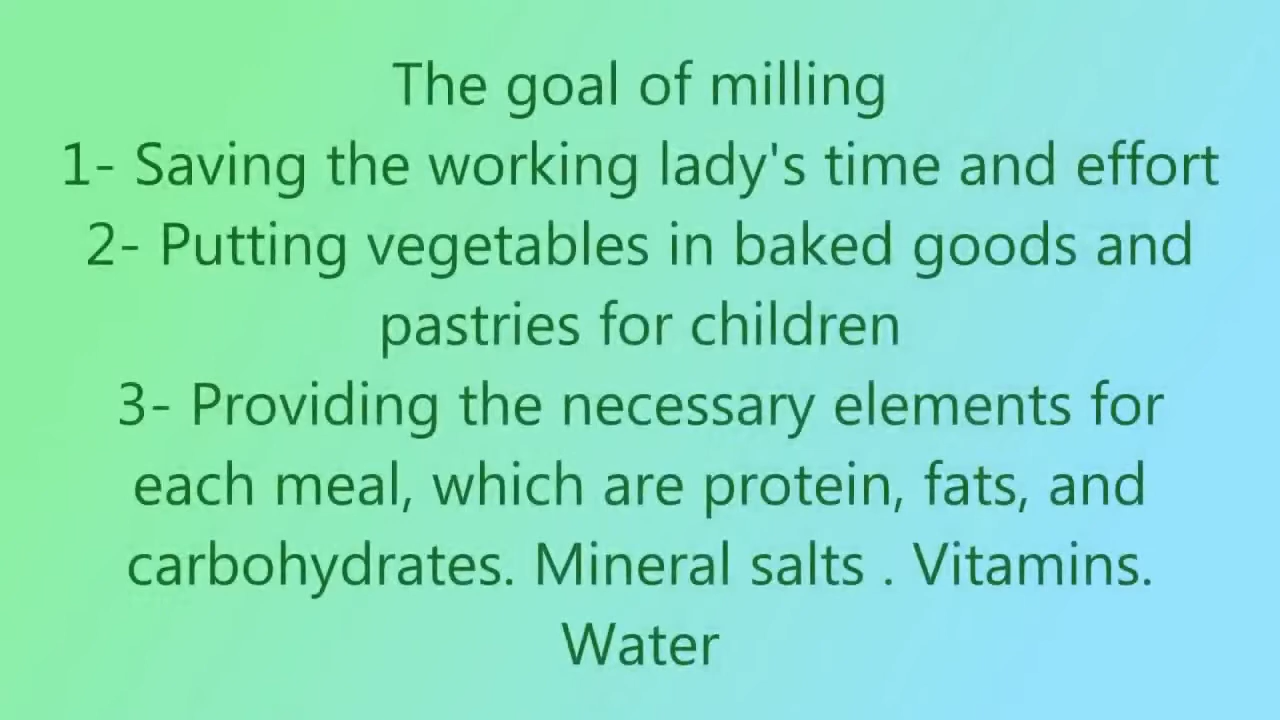 The goal of milling
1- Saving the working lady's time and effort
2- Putting vegetables in baked goods and
pastries for children
3- Providing the necessary elements for
each meal, which are protein, fats, and
carbohydrates. Mineral salts . Vitamins.
Water